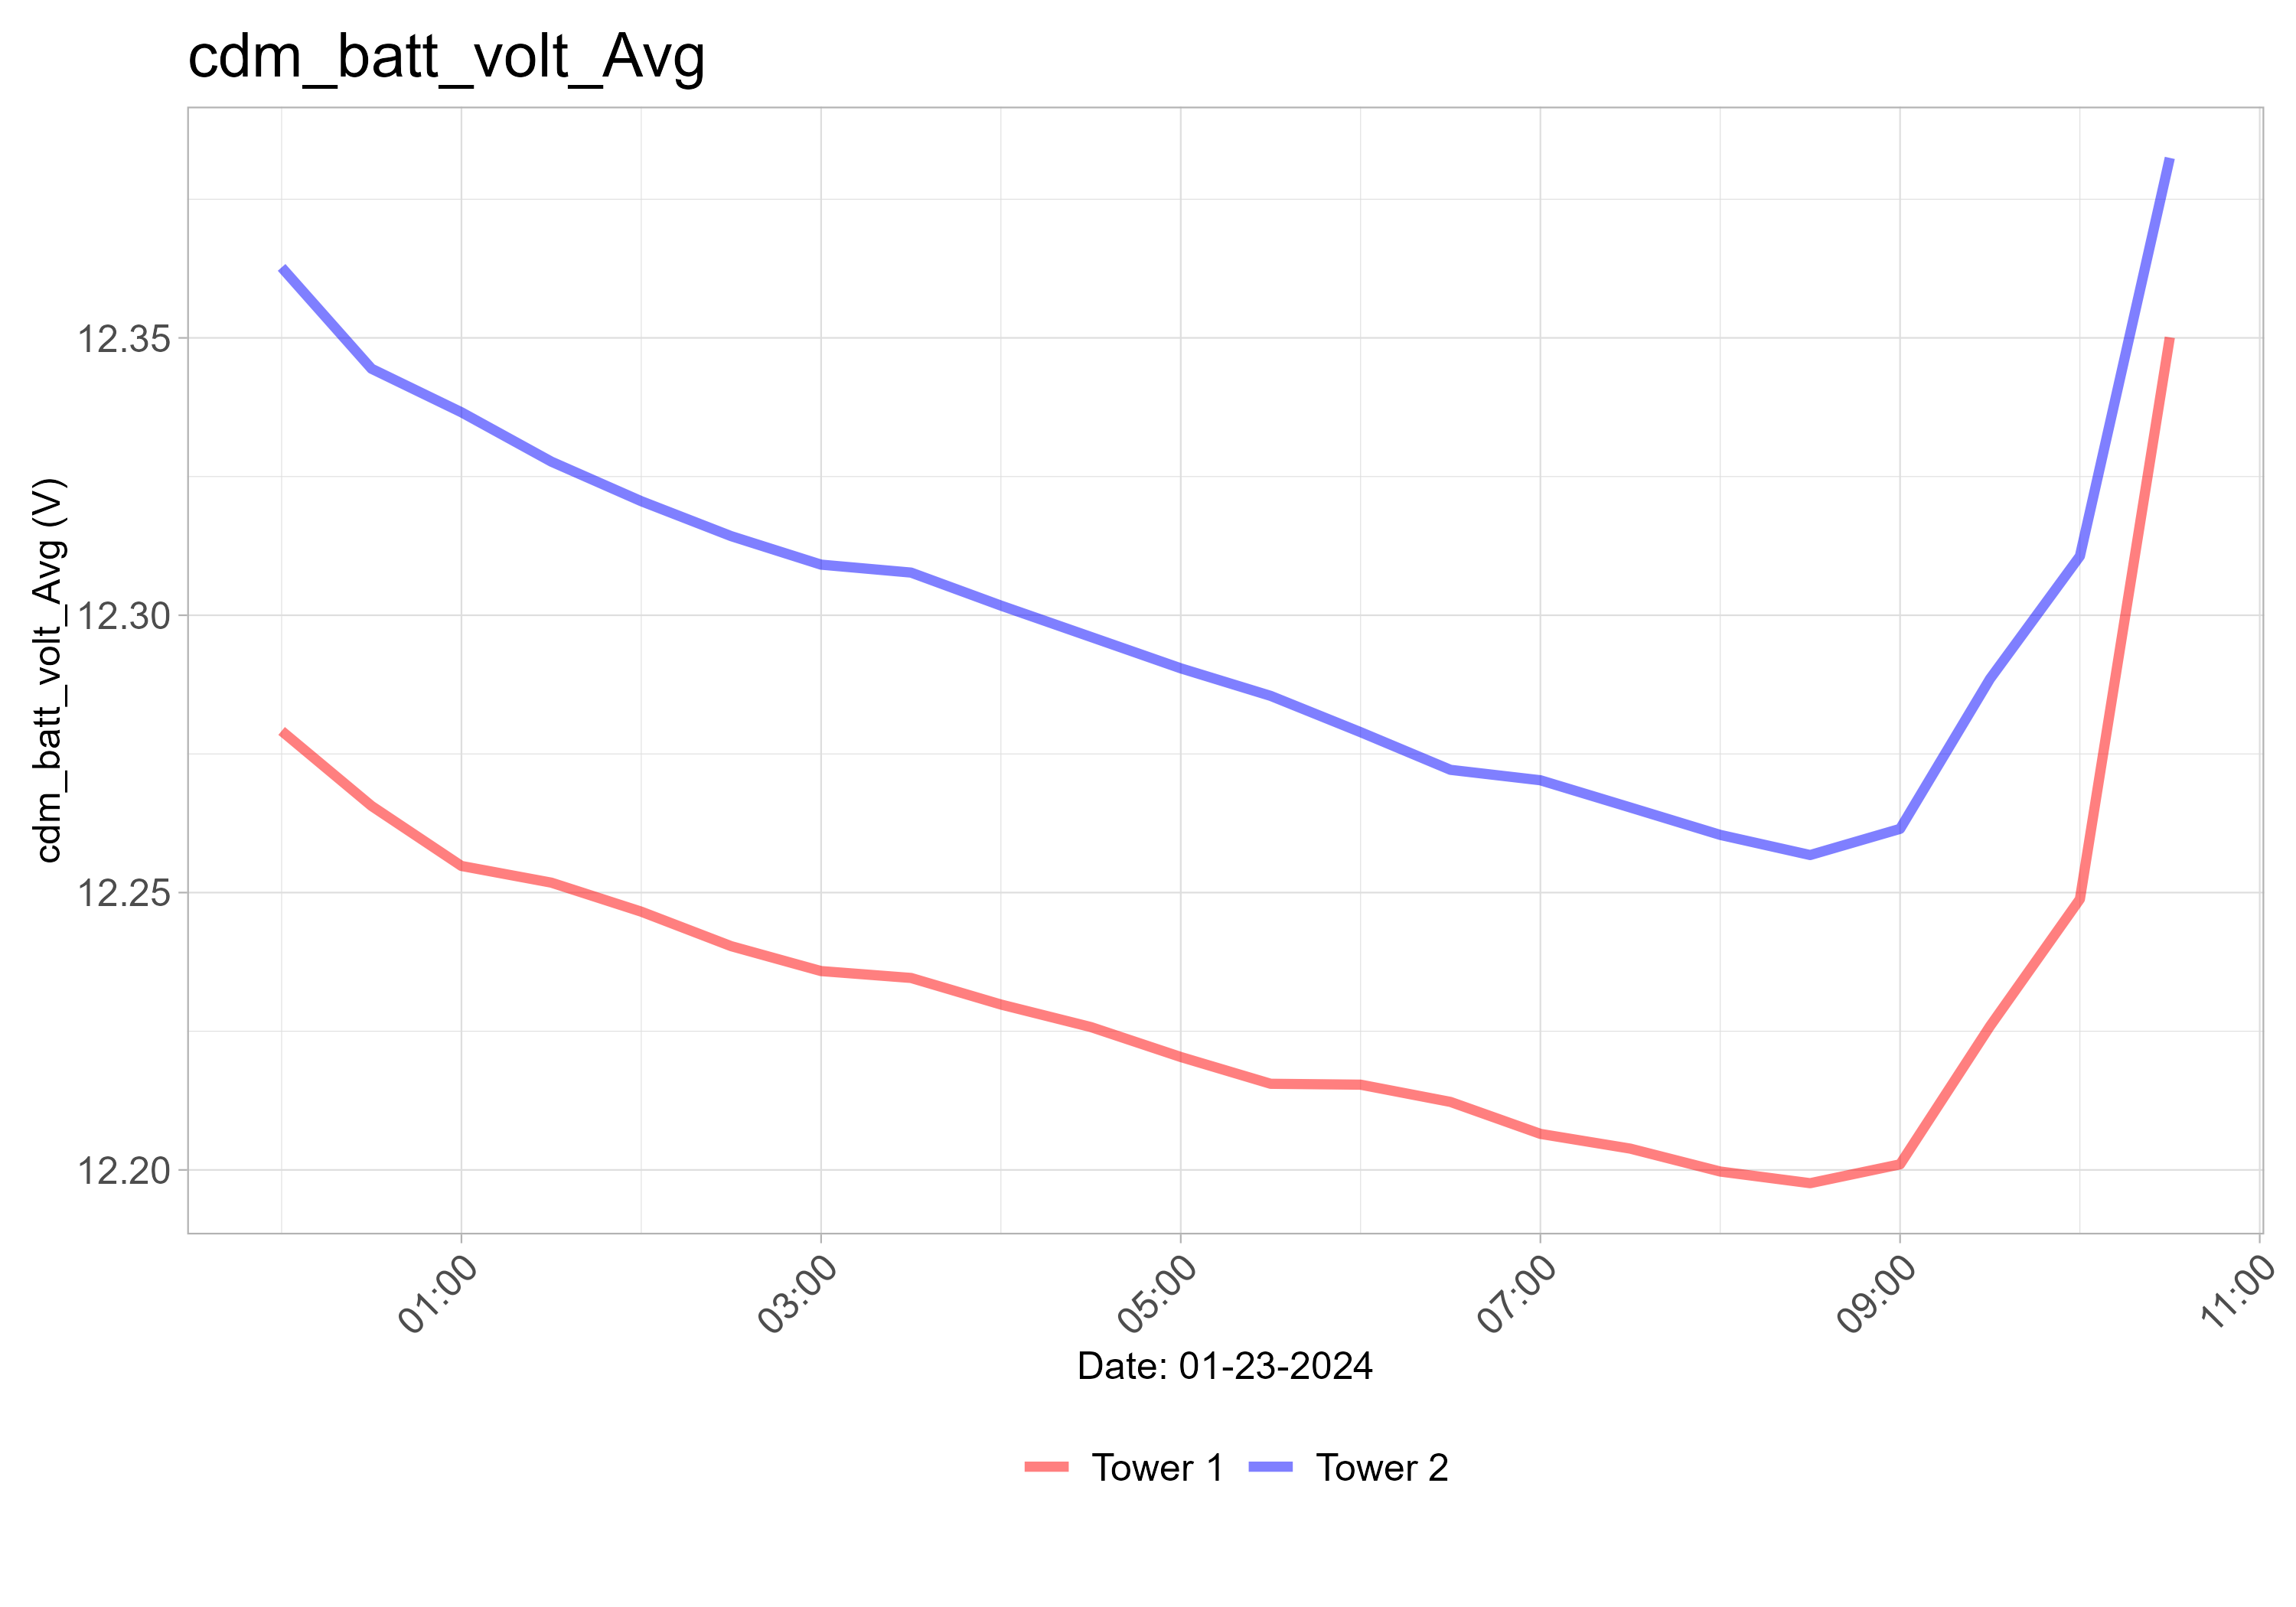 cdm_batt_volt_Avg
cdm_batt_volt_Avg (V)
12.35
12.30
12.25
12.20
01:00
03:00
05:00
07:00
09:00
11:00
Date: 01-23-2024
Tower 1
Tower 2